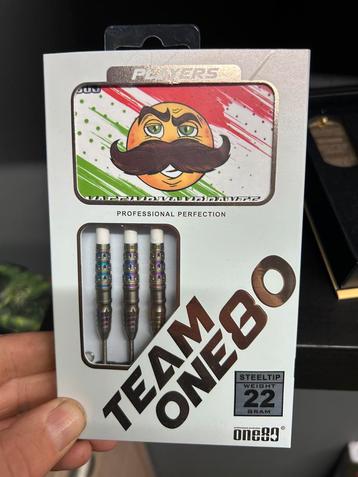 PLAYERS
PROFESSIONAL PERFECTION
TEAM
ONE80
STEELTIP
WEIGHT
22
GRAM
one80®